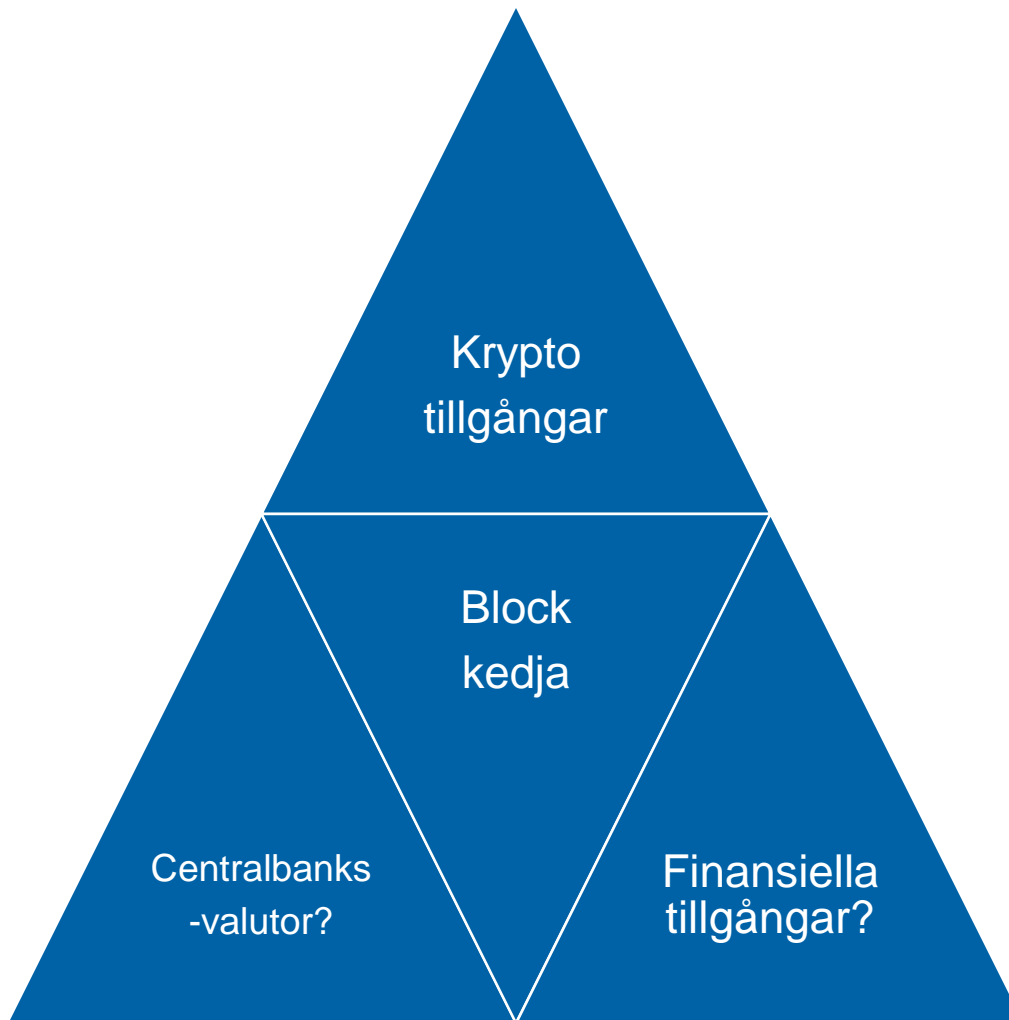 Krypto
tillgångar
Block
kedja
Centralbanks
-valutor?
Finansiella
tillgångar?